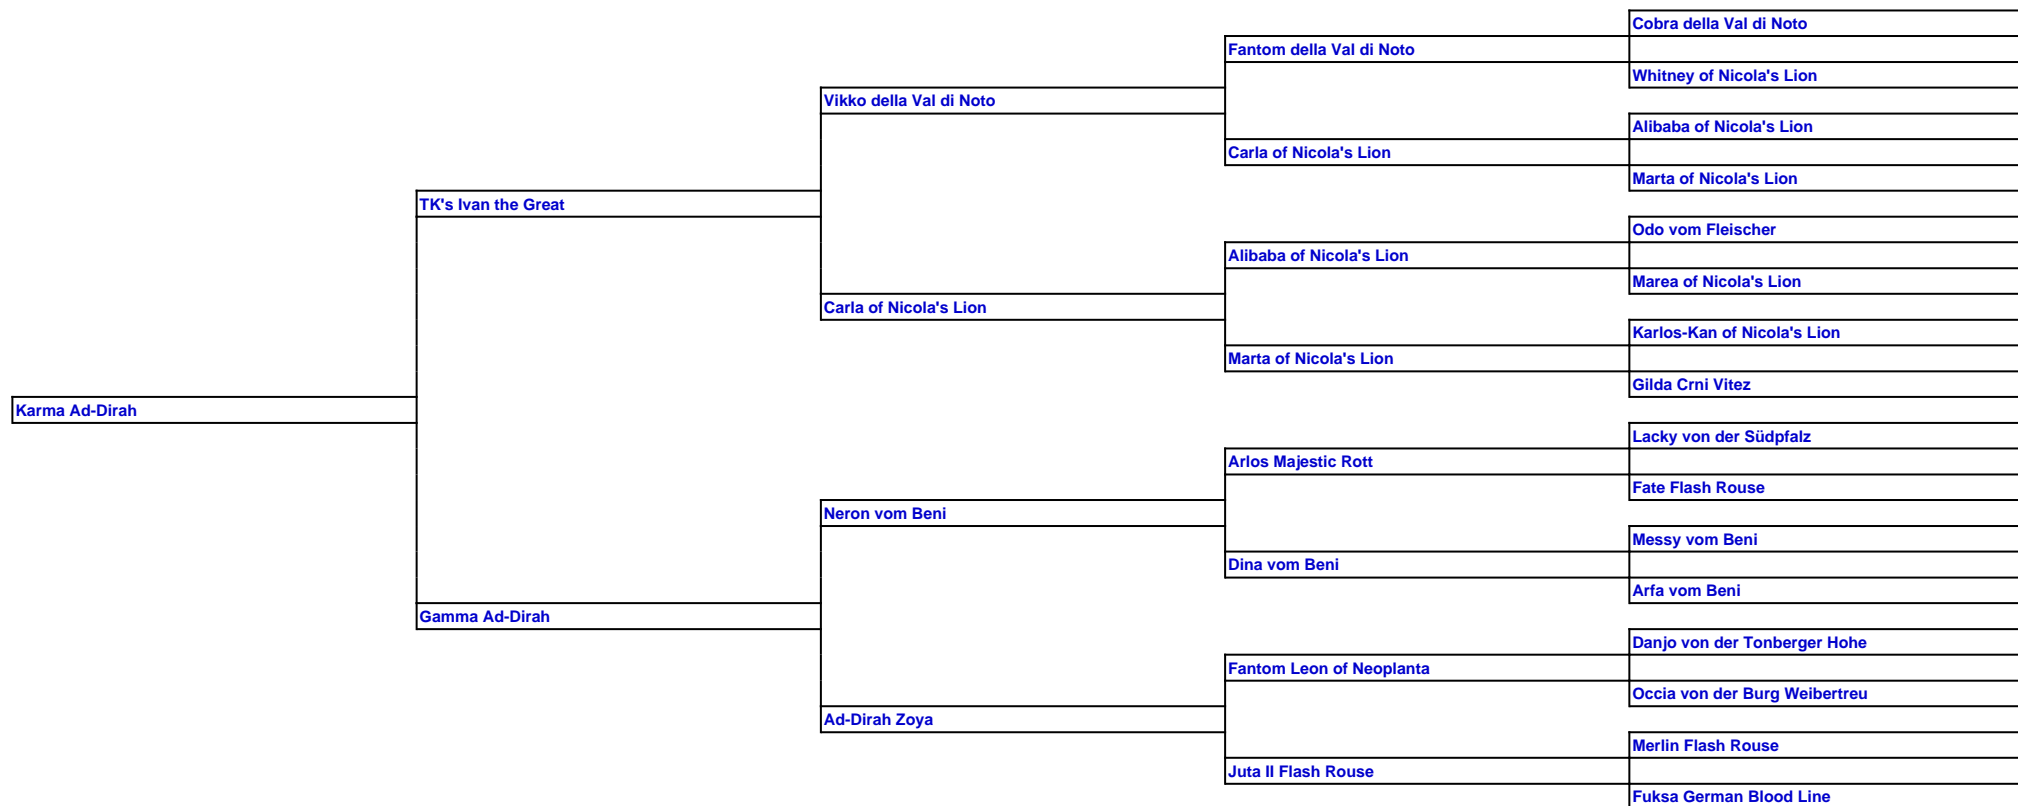 Cobra della Val di Noto
Fantom della Val di Noto
Whitney of Nicola's Lion
Vikko della Val di Noto
Alibaba of Nicola's Lion
Carla of Nicola's Lion
Marta of Nicola's Lion
TK's Ivan the Great
Odo vom Fleischer
Alibaba of Nicola's Lion
Marea of Nicola's Lion
Carla of Nicola's Lion
Karlos-Kan of Nicola's Lion
Marta of Nicola's Lion
Gilda Crni Vitez
Karma Ad-Dirah
Lacky von der Südpfalz
Arlos Majestic Rott
Fate Flash Rouse
Neron vom Beni
Messy vom Beni
Dina vom Beni
Arfa vom Beni
Gamma Ad-Dirah
Danjo von der Tonberger Hohe
Fantom Leon of Neoplanta
Occia von der Burg Weibertreu
Ad-Dirah Zoya
Merlin Flash Rouse
Juta II Flash Rouse
Fuksa German Blood Line